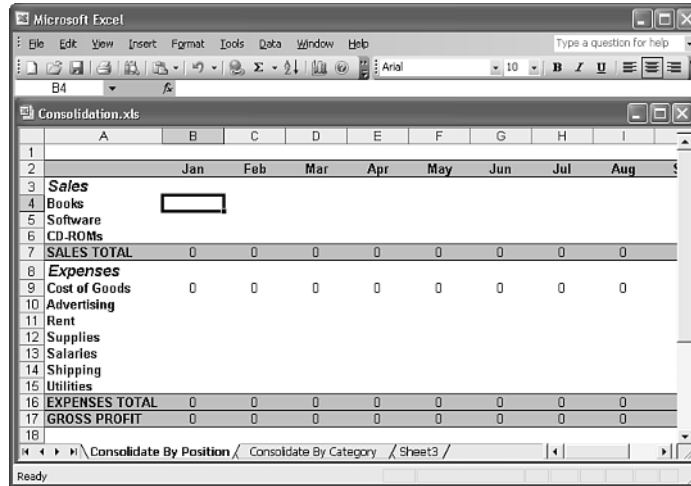 Microsoft Excel
File Edit View Insert Format Tools Data Window Help Type a question for help
Σ Arial 10 B I U
B4 fx
Consolidation.xls
A B C D E F G H I
1
2 Jan Feb Mar Apr May Jun Jul Aug
3 Sales
4 Books
5 Software
6 CD-ROMs
7 SALES TOTAL 0 0 0 0 0 0 0 0
8 Expenses
9 Cost of Goods 0 0 0 0 0 0 0 0
10 Advertising
11 Rent
12 Supplies
13 Salaries
14 Shipping
15 Utilities
16 EXPENSES TOTAL 0 0 0 0 0 0 0 0
17 GROSS PROFIT 0 0 0 0 0 0 0 0
18
Consolidate By Position / Consolidate By Category / Sheet3 /
Ready